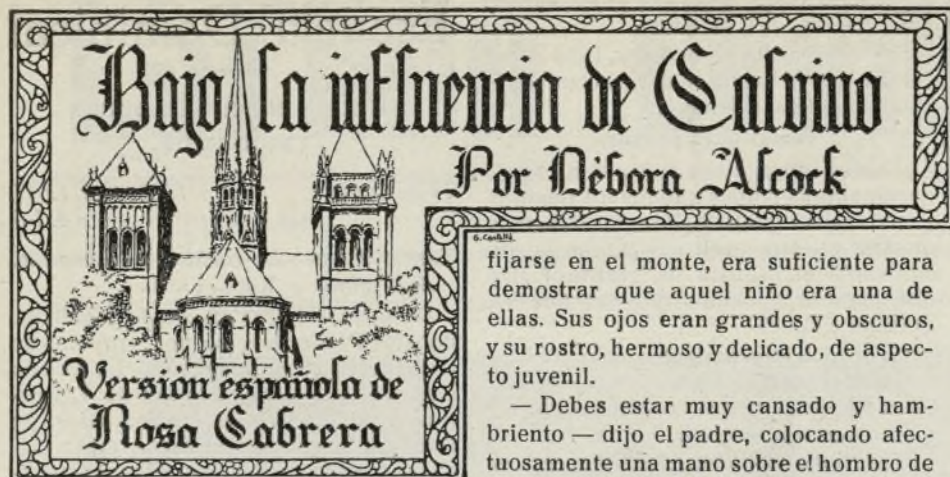 Bajo la influencia de Calvino
Por Débora Alcock
Versión española de
Rosa Cabrera
fijarse en el monte, era suficiente para
demostrar que aquel niño era una de
ellas. Sus ojos eran grandes y obscuros,
y su rostro, hermoso y delicado, de aspec-
to juvenil.
— Debes estar muy cansado y ham-
briento — dijo el padre, colocando afec-
tuosamente una mano sobre el hombro de